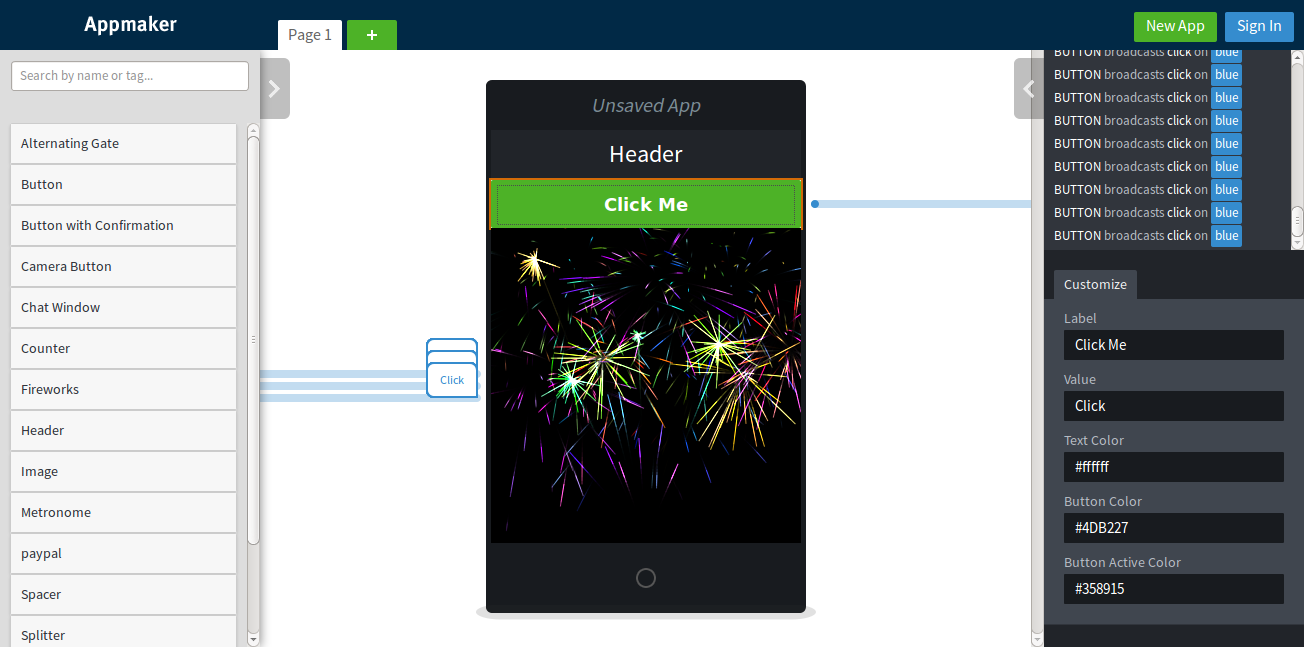 Appmaker
Page 1
+
New App
Sign In
Search by name or tag...
Alternating Gate
Button
Button with Confirmation
Camera Button
Chat Window
Counter
Fireworks
Header
Image
Metronome
paypal
Spacer
Splitter
Click
Unsaved App
Header
Click Me
BUTTON broadcasts click on blue
BUTTON broadcasts click on blue
BUTTON broadcasts click on blue
BUTTON broadcasts click on blue
BUTTON broadcasts click on blue
BUTTON broadcasts click on blue
BUTTON broadcasts click on blue
BUTTON broadcasts click on blue
BUTTON broadcasts click on blue
Customize
Label
Click Me
Value
Click
Text Color
#ffffff
Button Color
#4DB227
Button Active Color
#358915